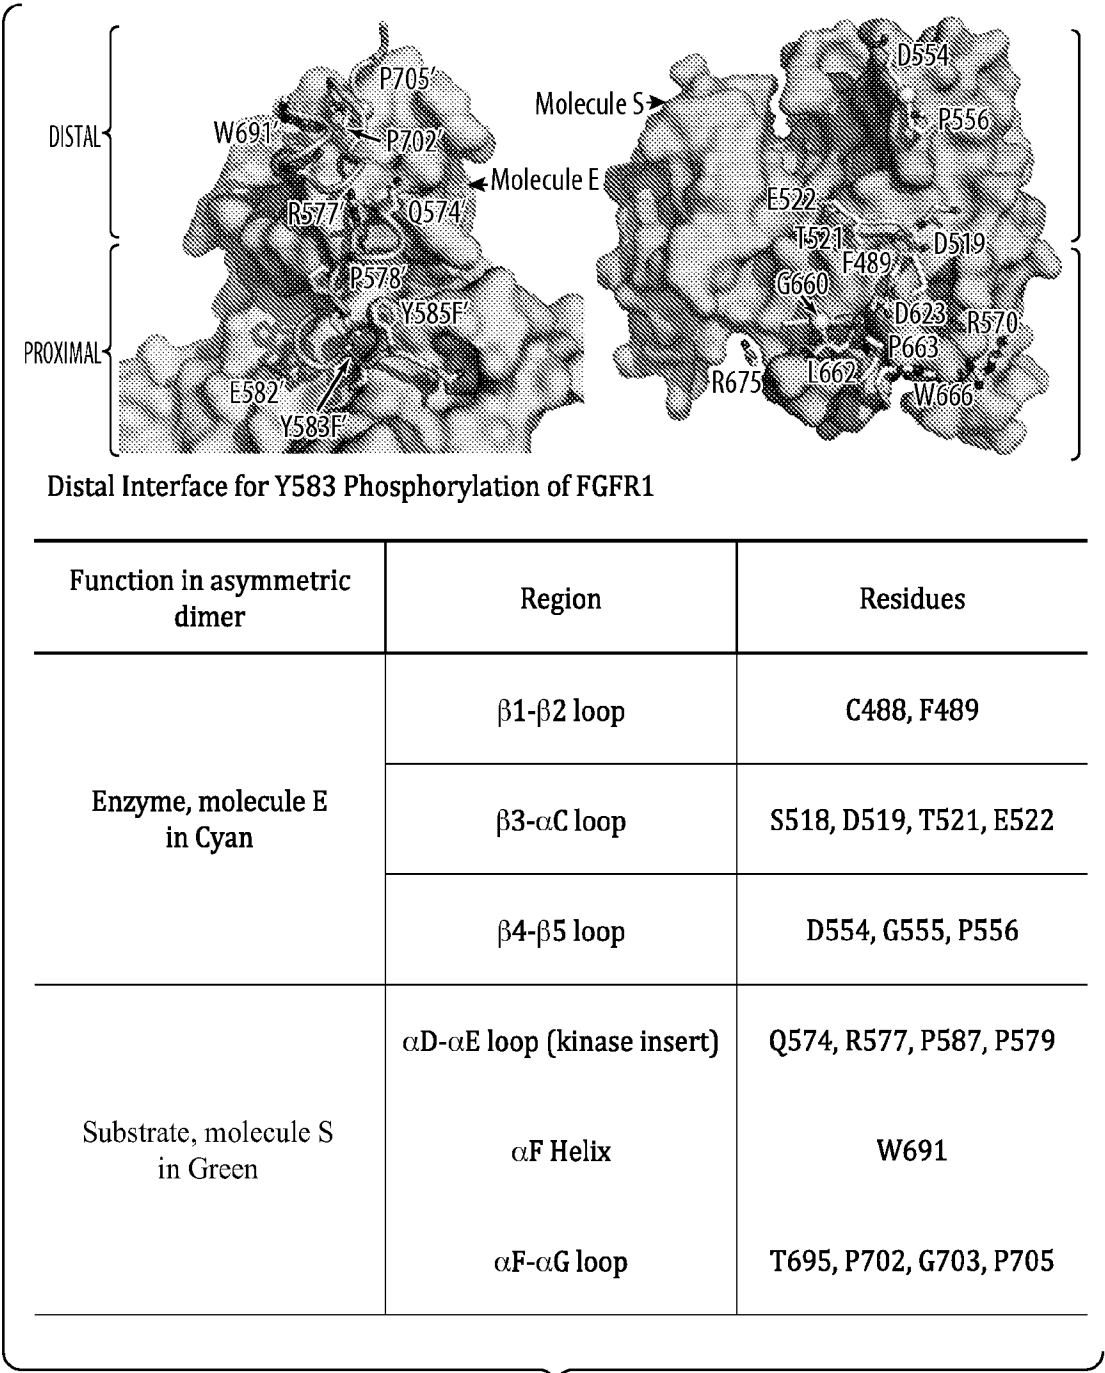 DISTAL
PROXIMAL
P705′
W691′
P702′
Molecule E
R577′
Q574′
P578′
Y585F′
E582′
Y583F′
Molecule S
D554
P556
E522
T521
D519
F489
G660
D623
R570
P663
R675
L662
W666
Distal Interface for Y583 Phosphorylation of FGFR1
Function in asymmetric
dimer
Region
Residues
Enzyme, molecule E
in Cyan
β1-β2 loop
C488, F489
β3-αC loop
S518, D519, T521, E522
β4-β5 loop
D554, G555, P556
Substrate, molecule S
in Green
αD-αE loop (kinase insert)
Q574, R577, P587, P579
αF Helix
W691
αF-αG loop
T695, P702, G703, P705